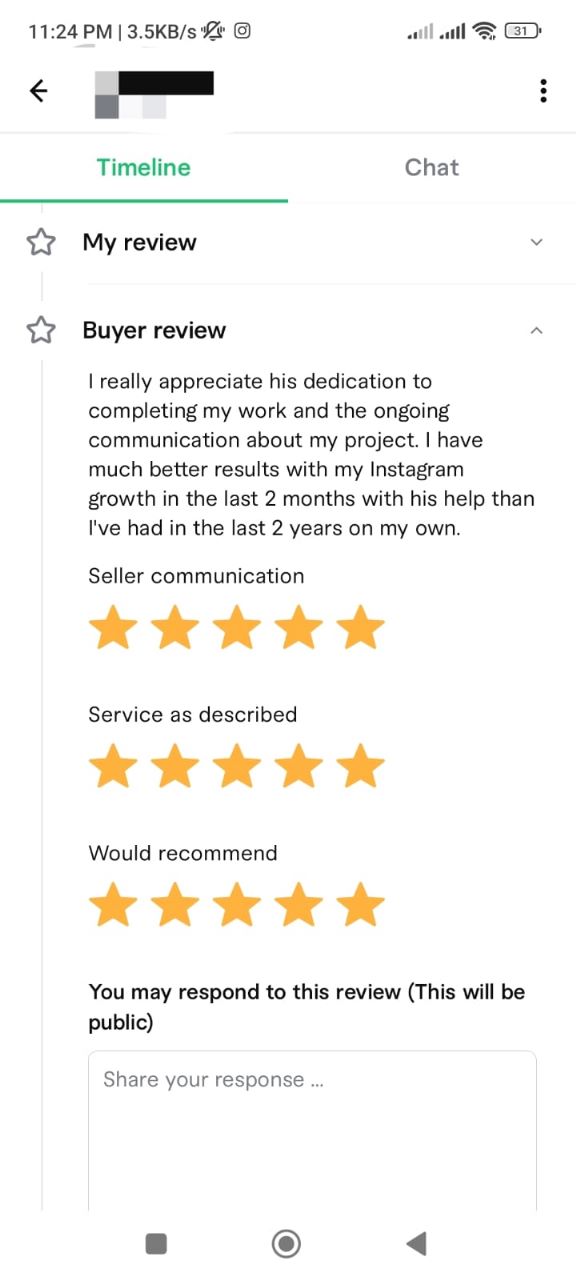 11:24 PM | 3.5KB/s
31
Timeline
Chat
My review
Buyer review
I really appreciate his dedication to
completing my work and the ongoing
communication about my project. I have
much better results with my Instagram
growth in the last 2 months with his help than
I've had in the last 2 years on my own.
Seller communication
Service as described
Would recommend
You may respond to this review (This will be
public)
Share your response ...